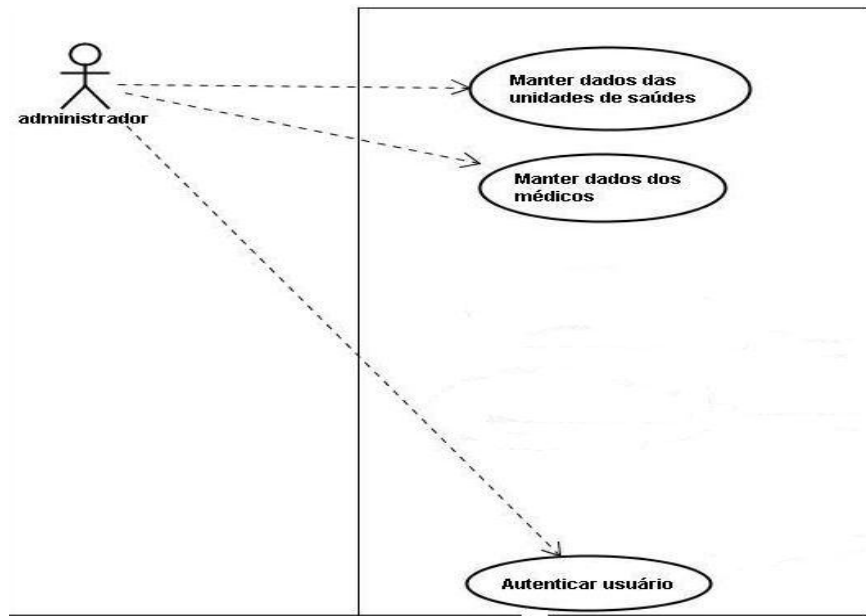 administrador
Manter dados das
unidades de saúdes
Manter dados dos
médicos
Autenticar usuário